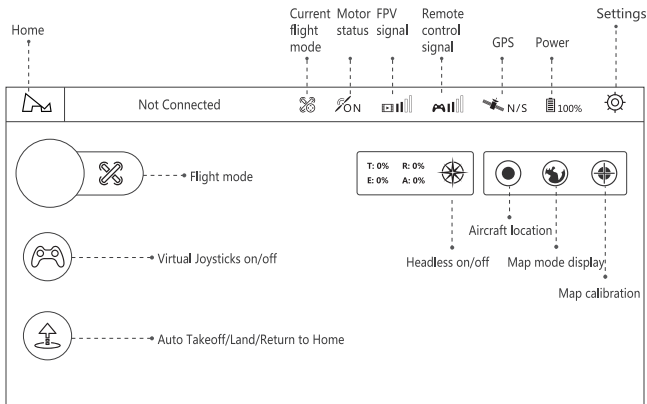 Home
Current
flight
mode
Motor
status
FPV
signal
Remote
control
signal
GPS
Power
Settings
Not Connected
ON
N/S
100%
Flight mode
T: 0% R: 0%
E: 0% A: 0%
Aircraft location
Virtual Joysticks on/off
Headless on/off
Map mode display
Map calibration
Auto Takeoff/Land/Return to Home